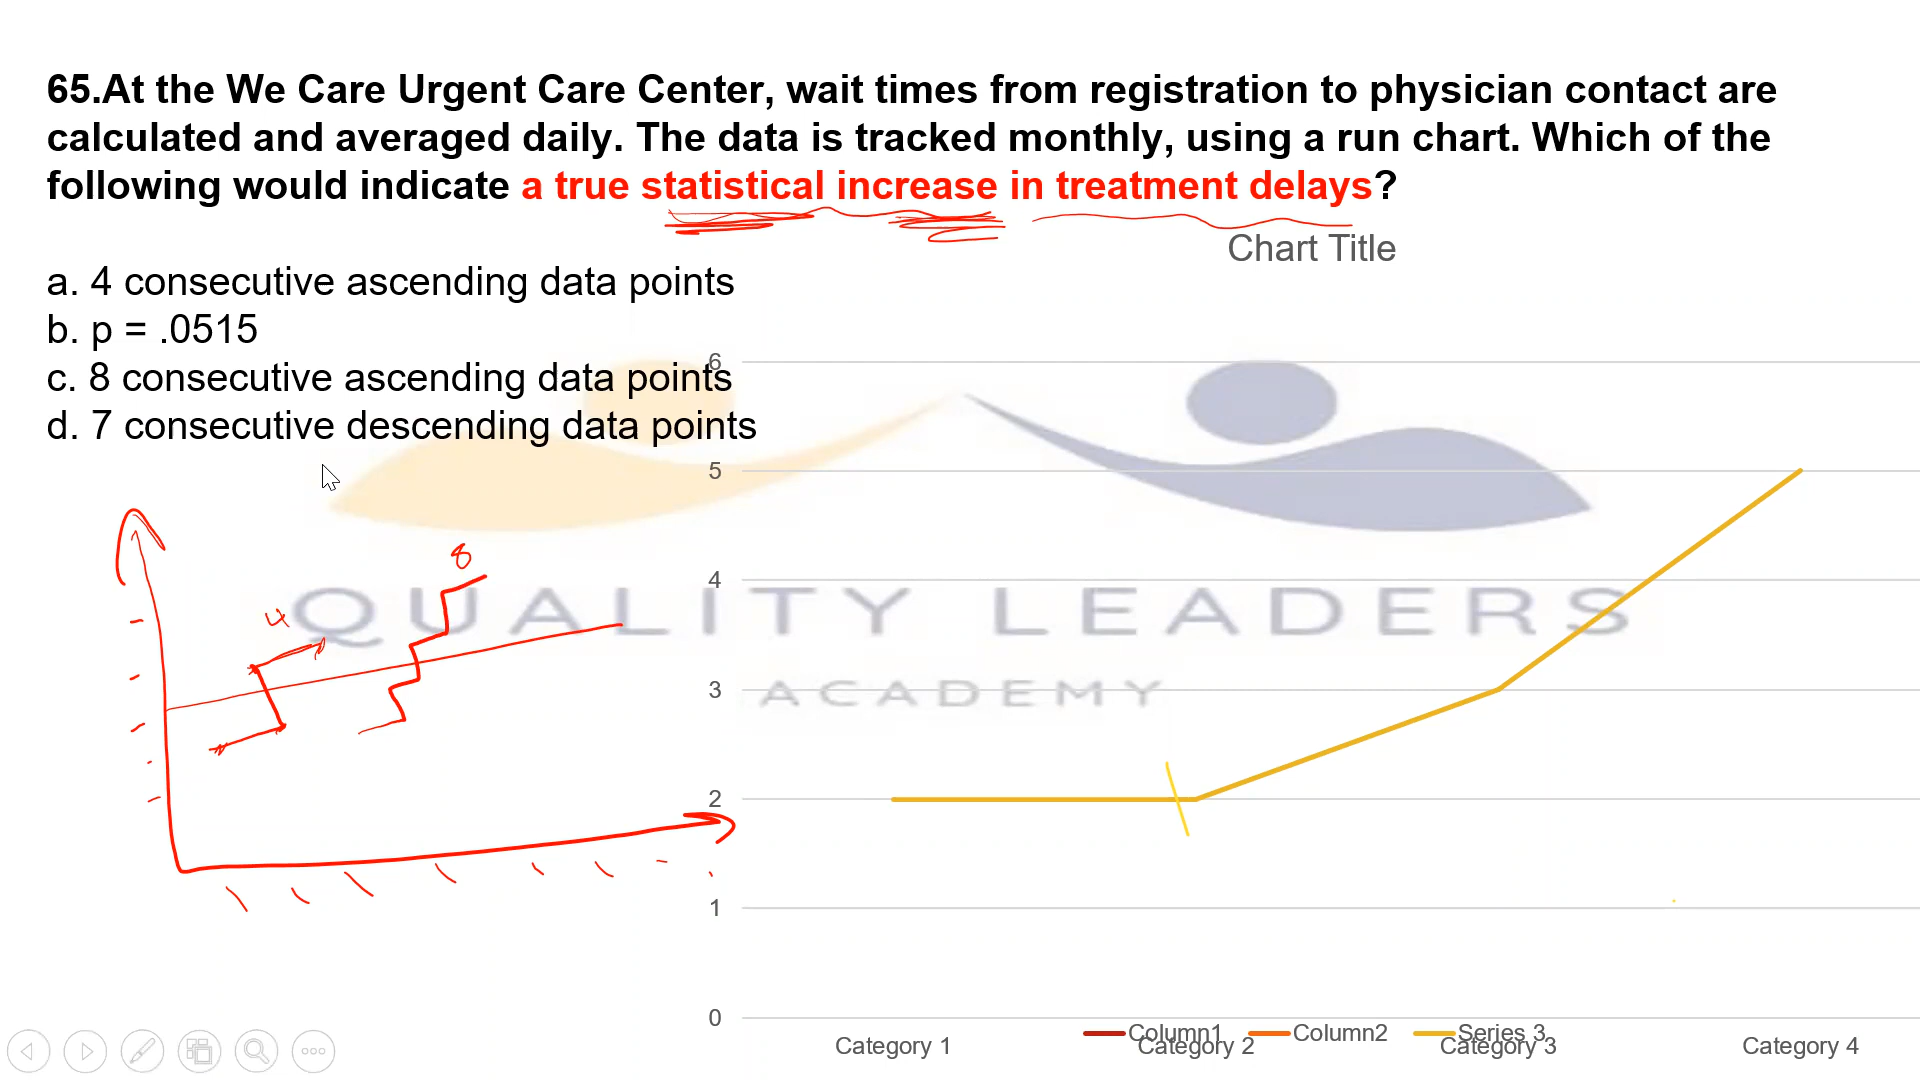 65.At the We Care Urgent Care Center, wait times from registration to physician contact are
calculated and averaged daily. The data is tracked monthly, using a run chart. Which of the
following would indicate a true statistical increase in treatment delays?
Chart Title
a. 4 consecutive ascending data points
b. p = .0515
c. 8 consecutive ascending data points
d. 7 consecutive descending data points
6
5
4
3
2
1
0
8
4
QUALITY LEADERS
ACADEMY
Column1
Column2
Series 3
Category 1
Category 2
Category 3
Category 4